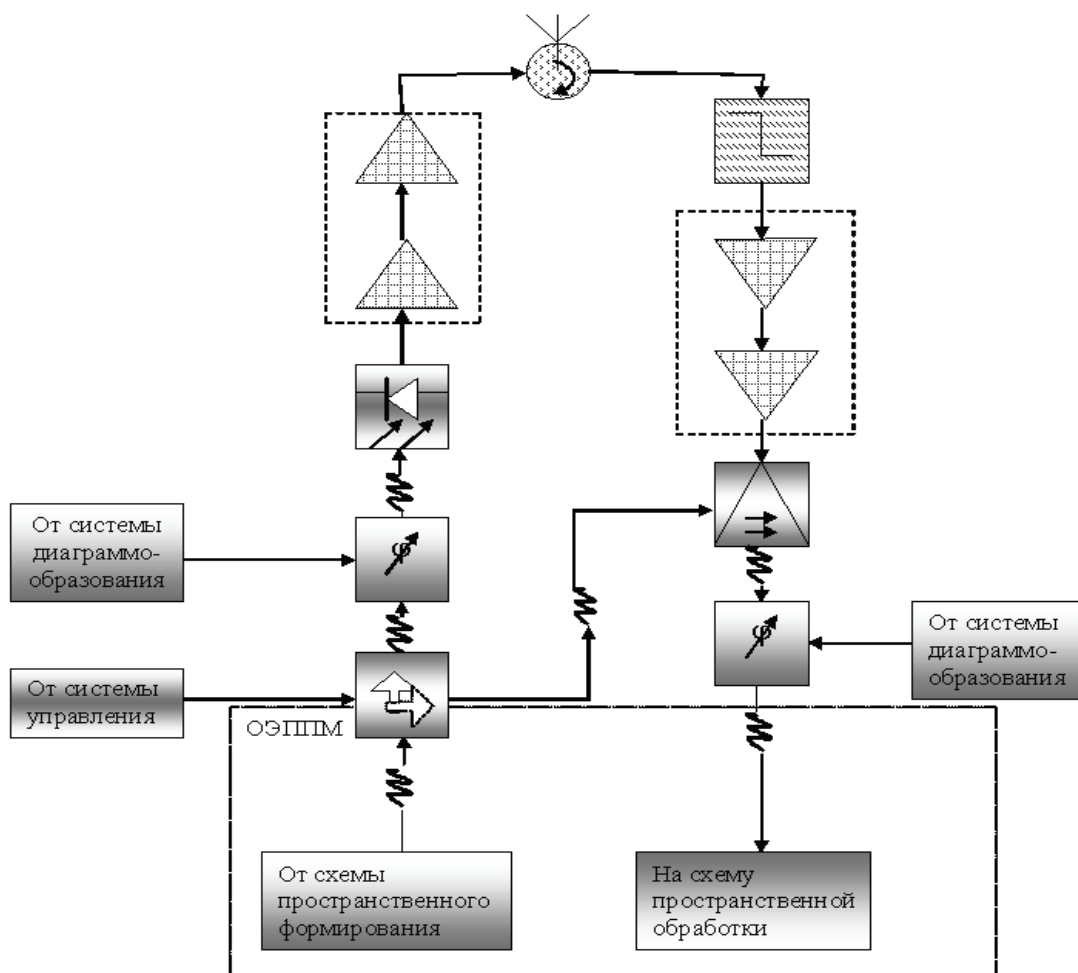 φ
От системы
диаграммо-
образования
φ
От системы
диаграммо-
образования
От системы
управления
ОЭППМ
От схемы
пространственного
формирования
На схему
пространственной
обработки